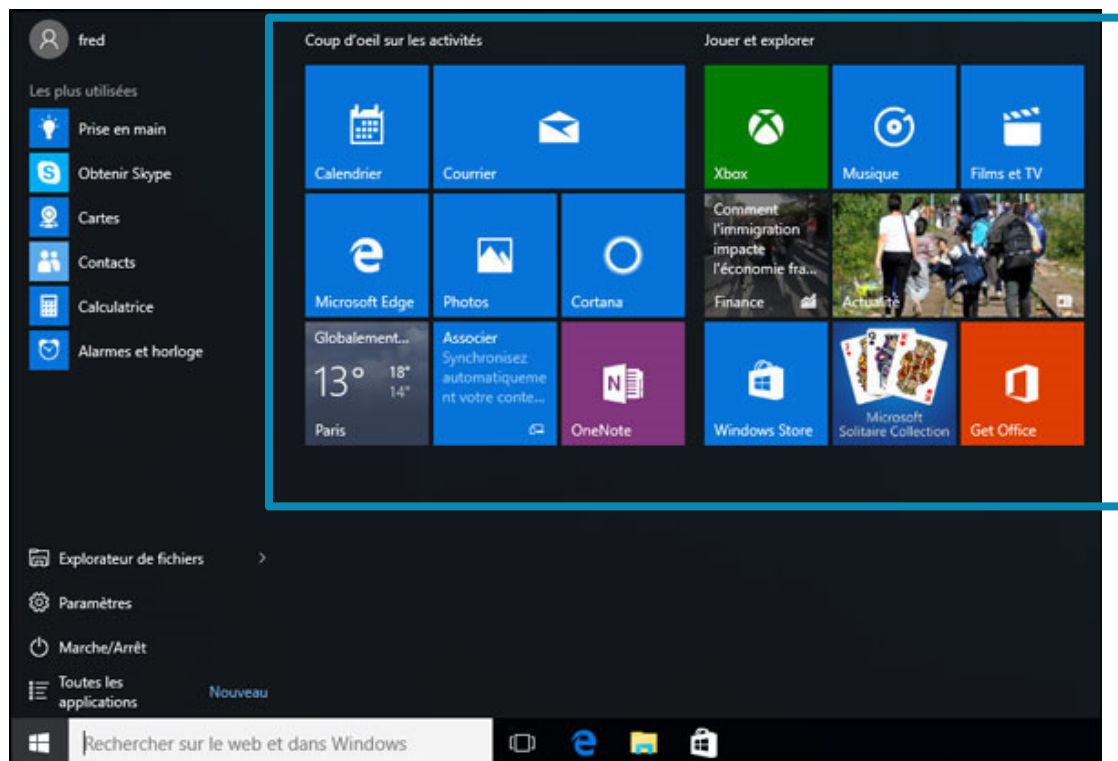 fred
Les plus utilisées
Prise en main
Obtenir Skype
Cartes
Contacts
Calculatrice
Alarmes et horloge
Explorateur de fichiers
Paramètres
Marche/Arrêt
Toutes les
applications
Nouveau
Coup d'oeil sur les activités
Calendrier
Courrier
Microsoft Edge
Photos
Cortana
Globalement...
13° 18°
14°
Paris
Associer
Synchronisez
automatiqueme
nt votre conte...
OneNote
Jouer et explorer
Xbox
Musique
Films et TV
Comment
l'immigration
impacte
l'économie fra...
Finance
Actualité
Windows Store
Microsoft
Solitaire Collection
Get Office
Rechercher sur le web et dans Windows